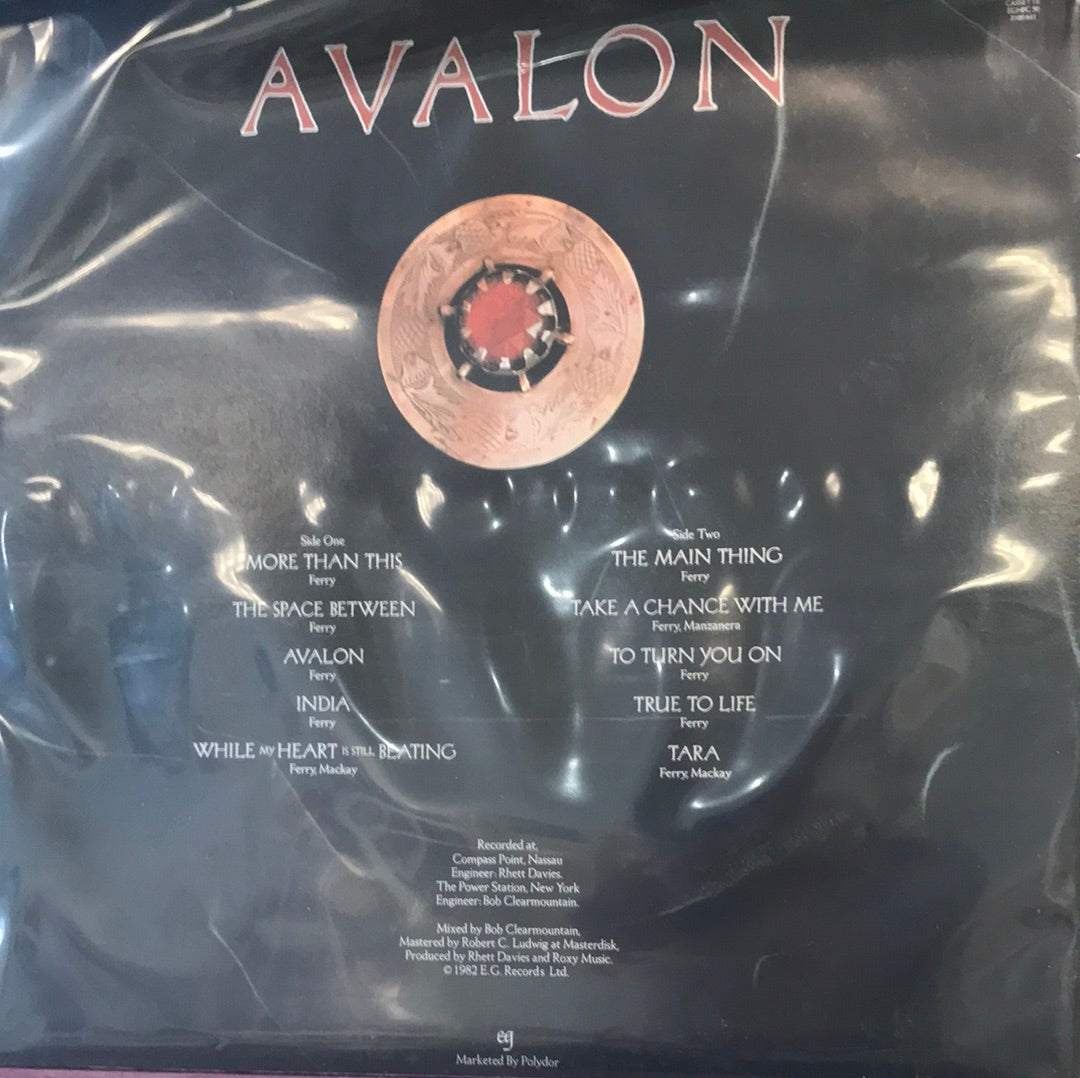 AVALON
Side One
MORE THAN THIS
Ferry
THE SPACE BETWEEN
Ferry
AVALON
Ferry
INDIA
Ferry
WHILE MY HEART IS STILL BEATING
Ferry, Mackay
Side Two
THE MAIN THING
Ferry
TAKE A CHANCE WITH ME
Ferry, Manzanera
TO TURN YOU ON
Ferry
TRUE TO LIFE
Ferry
TARA
Ferry, Mackay
Recorded at,
Compass Point, Nassau
Engineer: Rhett Davies.
The Power Station, New York
Engineer: Bob Clearmountain.
Mixed by Bob Clearmountain,
Mastered by Robert C. Ludwig at Masterdisk,
Produced by Rhett Davies and Roxy Music.
© 1982 E.G. Records Ltd.
eg
Marketed By Polydor